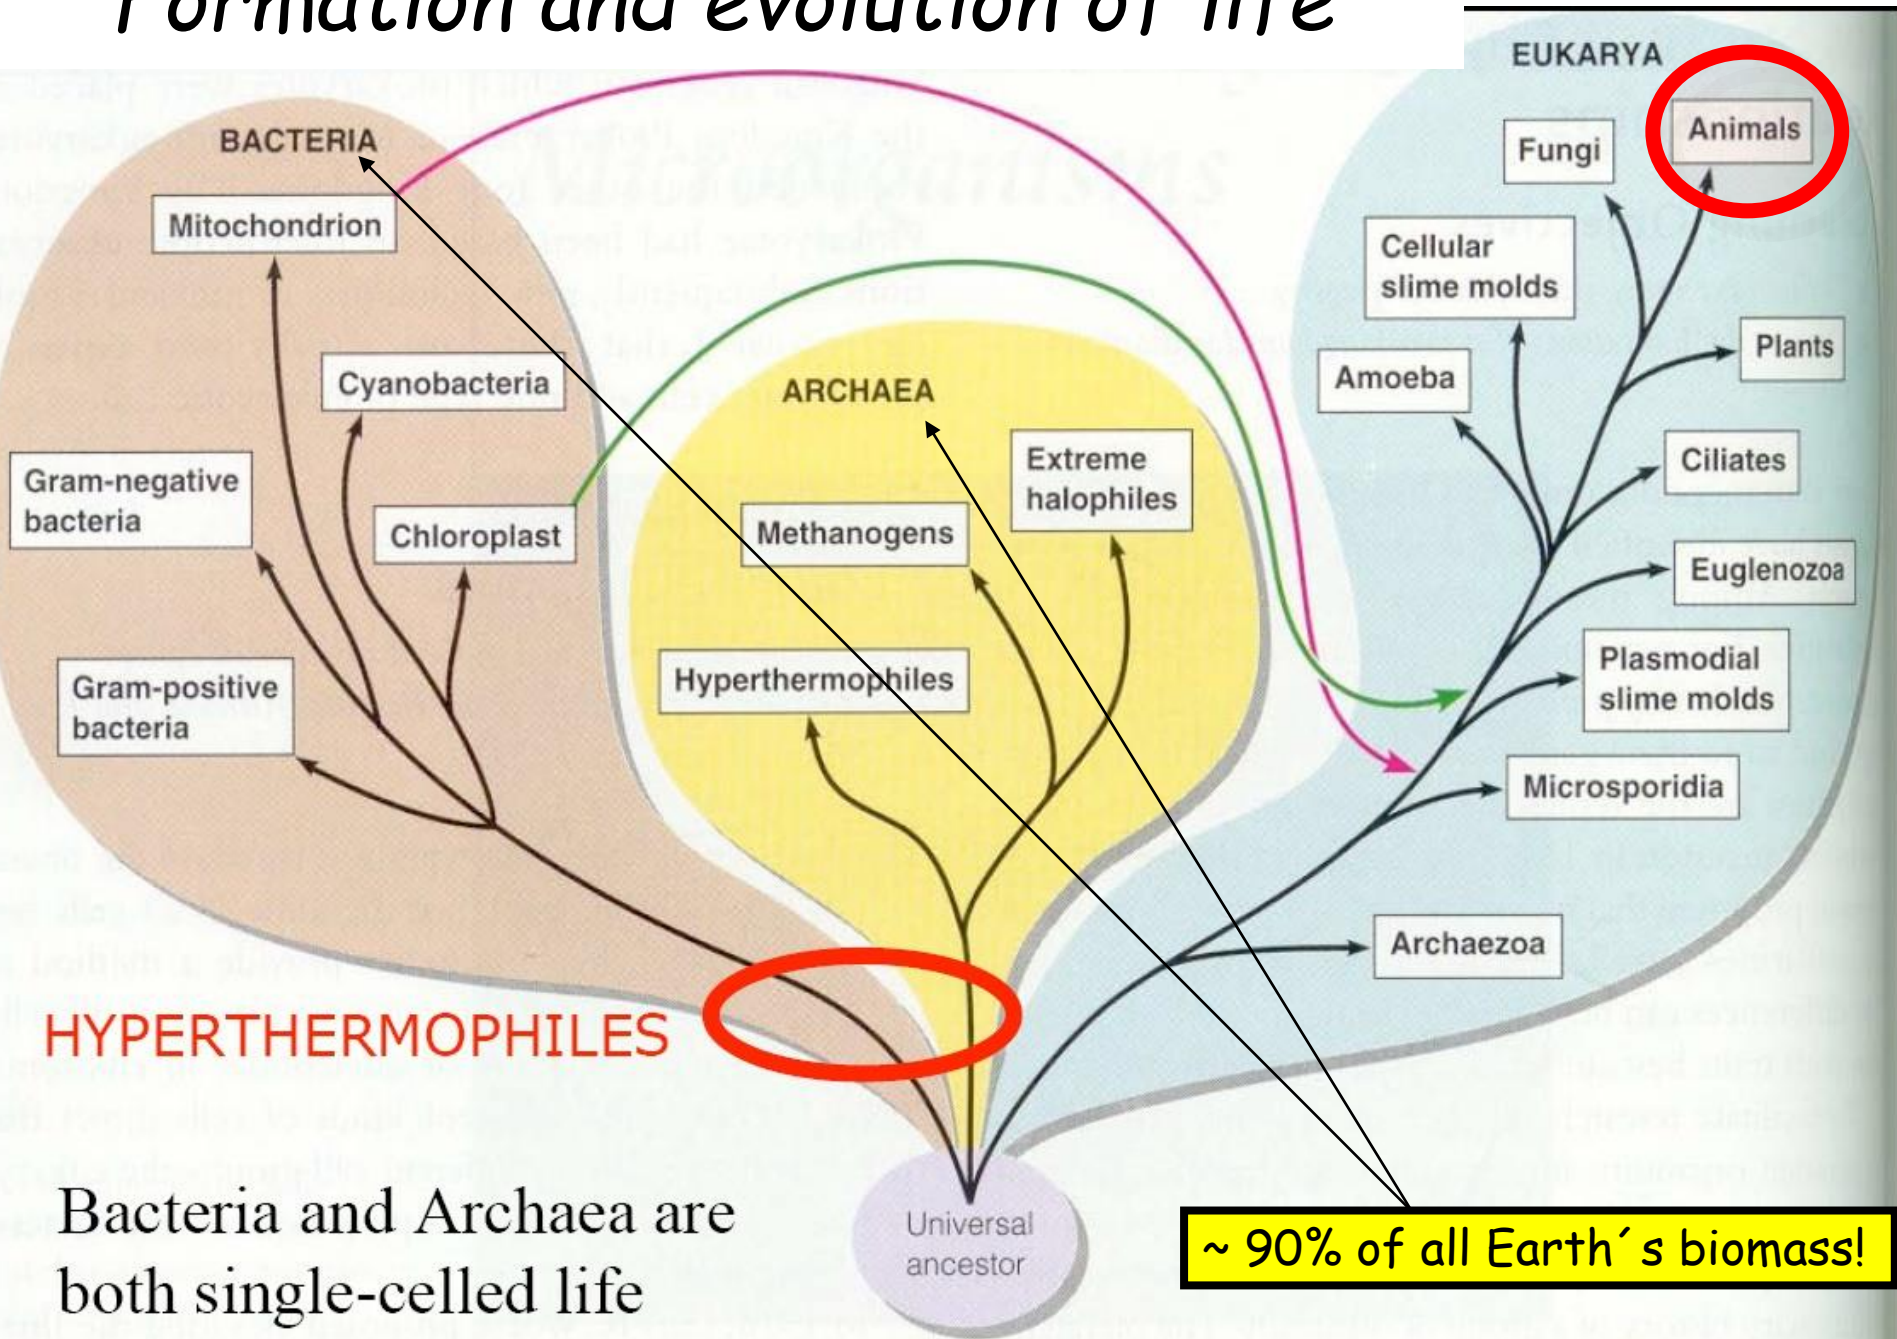 Formation and evolution of life
BACTERIA
Mitochondrion
Cyanobacteria
Gram-negative
bacteria
Chloroplast
Gram-positive
bacteria
ARCHAEA
Extreme
halophiles
Methanogens
Hyperthermophiles
EUKARYA
Animals
Fungi
Cellular
slime molds
Plants
Amoeba
Ciliates
Euglenozoa
Plasmodial
slime molds
Microsporidia
Archaezoa
HYPERTHERMOPHILES
Universal
ancestor
Bacteria and Archaea are
both single-celled life
~ 90% of all Earth´s biomass!